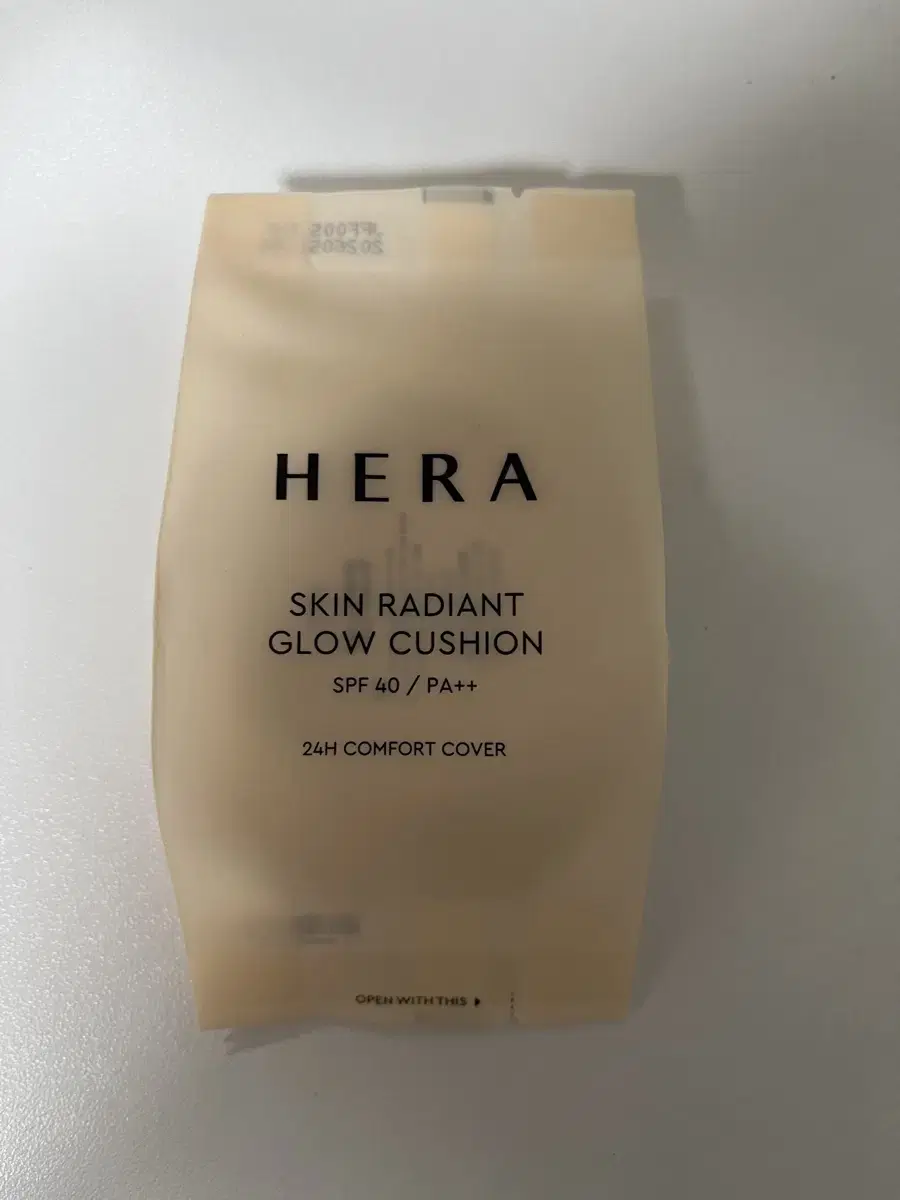 HERA
SKIN RADIANT
GLOW CUSHION
SPF 40 / PA++
24H COMFORT COVER
OPEN WITH THIS